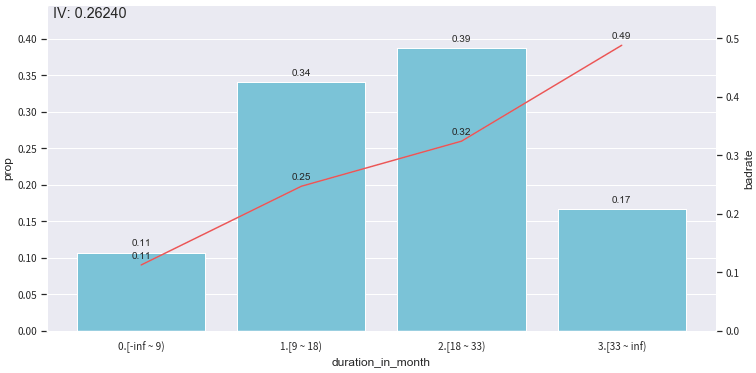 IV: 0.26240
prop
0.40
0.35
0.30
0.25
0.20
0.15
0.10
0.05
0.00
0.11
0.11
0.34
0.25
0.39
0.32
0.49
0.17
0.5
0.4
0.3
0.2
0.1
0.0
badrate
0.[-inf ~ 9)
1.[9 ~ 18)
2.[18 ~ 33)
3.[33 ~ inf)
duration_in_month